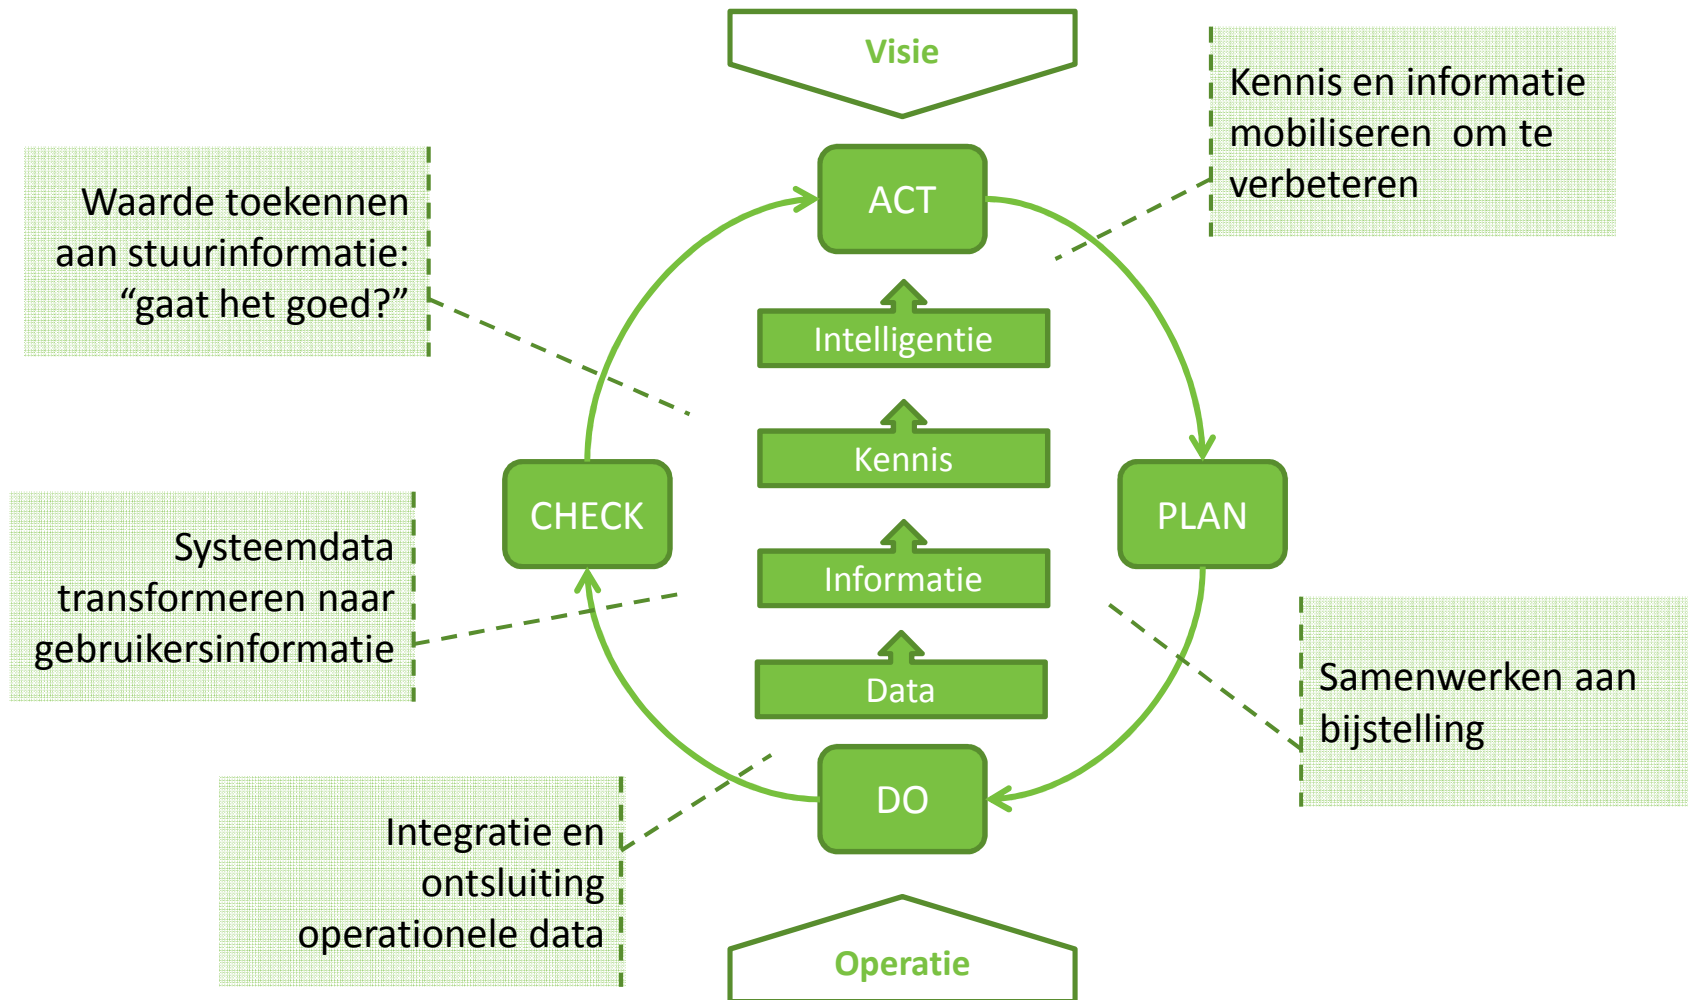 Visie
Kennis en informatie
mobiliseren  om te
verbeteren
Waarde toekennen
aan stuurinformatie:
“gaat het goed?”
ACT
Intelligentie
Kennis
CHECK
PLAN
Systeemdata
transformeren naar
gebruikersinformatie
Informatie
Data
Samenwerken aan
bijstelling
DO
Integratie en
ontsluiting
operationele data
Operatie